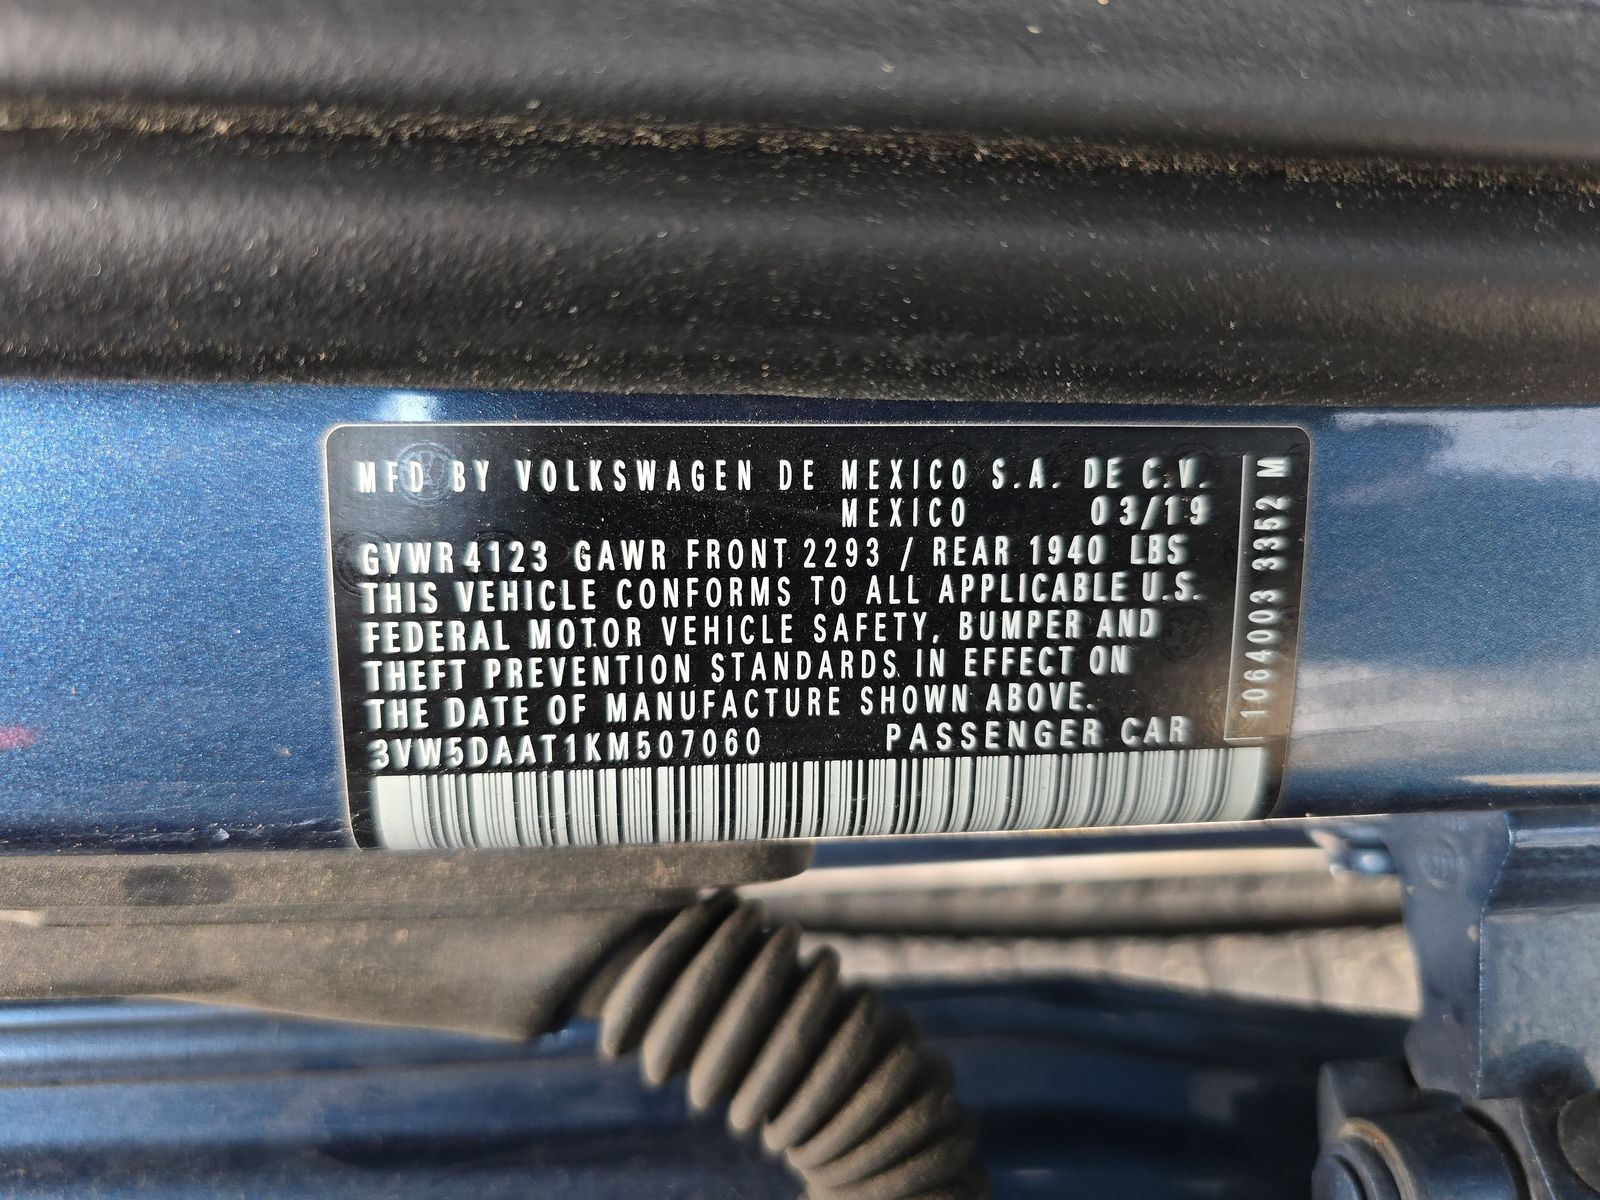 MFD BY VOLKSWAGEN DE MEXICO S.A. DE C.V.
MEXICO 03/19
GVWR 4123 GAWR FRONT 2293 / REAR 1940 LBS
THIS VEHICLE CONFORMS TO ALL APPLICABLE U.S.
FEDERAL MOTOR VEHICLE SAFETY, BUMPER AND
THEFT PREVENTION STANDARDS IN EFFECT ON
THE DATE OF MANUFACTURE SHOWN ABOVE.
3VW5DAAT1KM507060 PASSENGER CAR
1064003 3352 M